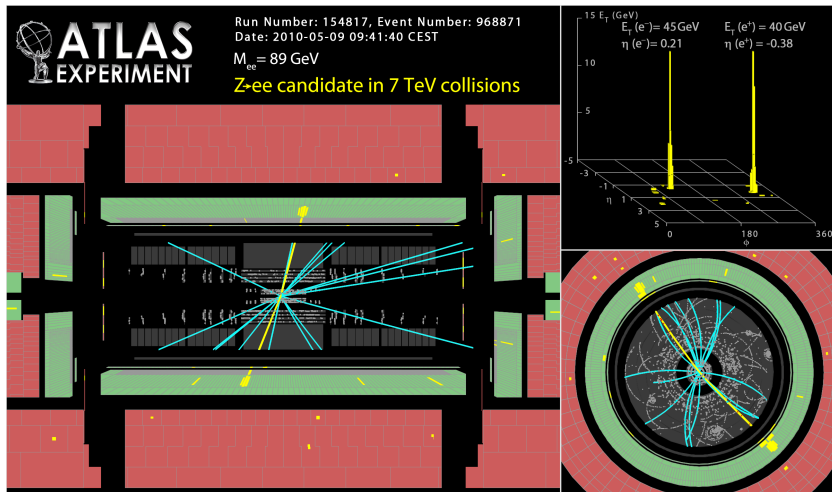 ATLAS
EXPERIMENT
Run Number: 154817, Event Number: 968871
Date: 2010-05-09 09:41:40 CEST
Mee = 89 GeV
Z→ee candidate in 7 TeV collisions
15 ET (GeV)
ET (e-) = 45 GeV
η (e-) = 0.21
ET (e+) = 40 GeV
η (e+) = -0.38
10
5
-5
-3
-1
η 1
3
5
0
180
360
ϕ